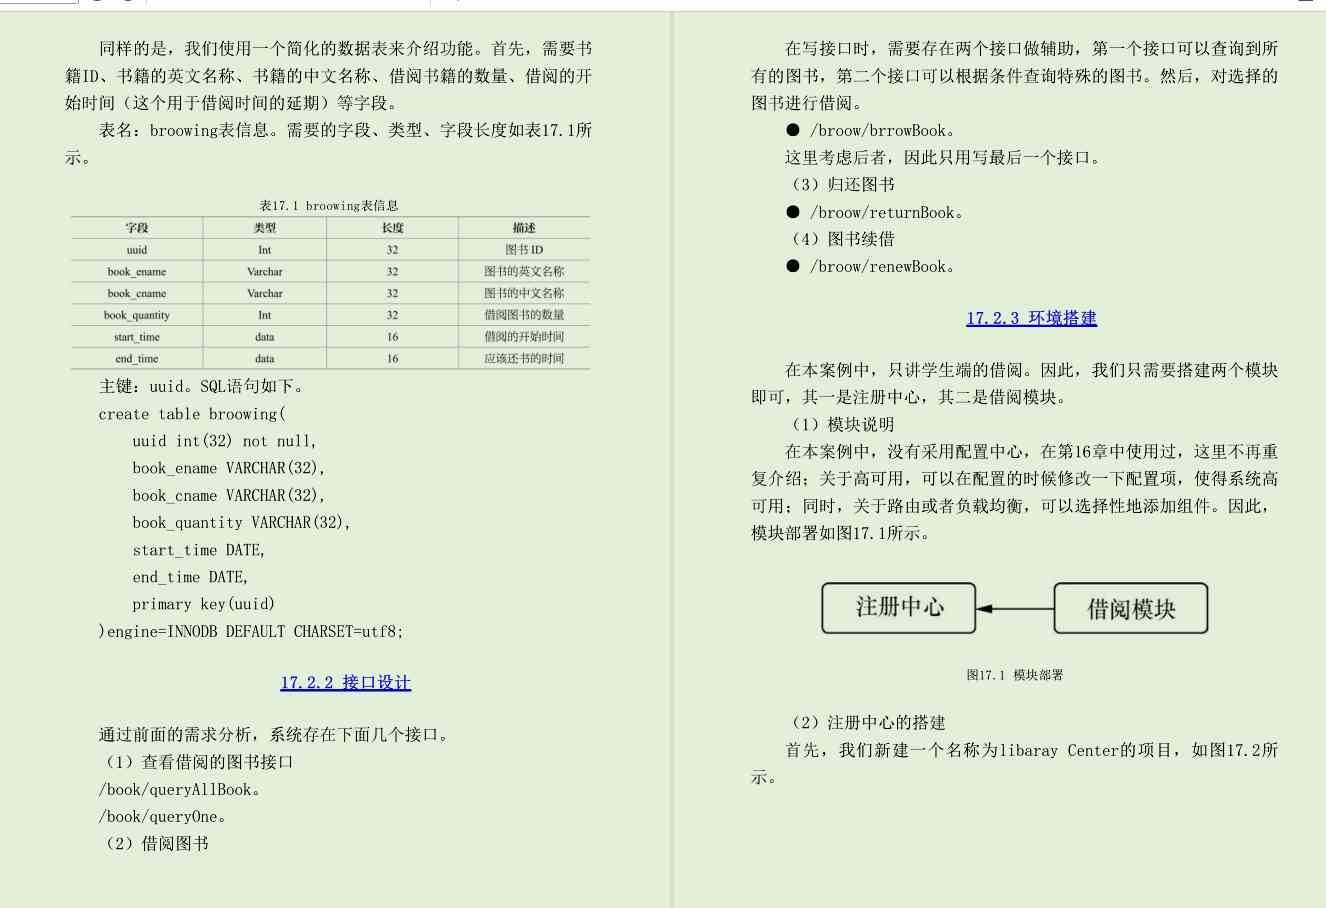 同样的是，我们使用一个简化的数据表来介绍功能。首先，需要书
籍ID、书籍的英文名称、书籍的中文名称、借阅书籍的数量、借阅的开
始时间（这个用于借阅时间的延期）等字段。
表名：broowing表信息。需要的字段、类型、字段长度如表17.1所
示。
表17.1 broowing表信息
字段 类型 长度 描述
uuid Int 32 图书 ID
book_ename Varchar 32 图书的英文名称
book_cname Varchar 32 图书的中文名称
book_quantity Int 32 借阅图书的数量
start_time data 16 借阅的开始时间
end_time data 16 应该还书的时间
主键：uuid。SQL语句如下。
create table broowing(
uuid int(32) not null,
book_ename VARCHAR(32),
book_cname VARCHAR(32),
book_quantity VARCHAR(32),
start_time DATE,
end_time DATE,
primary key(uuid)
)engine=INNODB DEFAULT CHARSET=utf8;
17.2.2 接口设计
通过前面的需求分析，系统存在下面几个接口。
（1）查看借阅的图书接口
/book/queryAllBook。
/book/queryOne。
（2）借阅图书
在写接口时，需要存在两个接口做辅助，第一个接口可以查询到所
有的图书，第二个接口可以根据条件查询特殊的图书。然后，对选择的
图书进行借阅。
● /broow/brrowBook。
这里考虑后者，因此只用写最后一个接口。
（3）归还图书
● /broow/returnBook。
（4）图书续借
● /broow/renewBook。
17.2.3 环境搭建
在本案例中，只讲学生端的借阅。因此，我们只需要搭建两个模块
即可，其一是注册中心，其二是借阅模块。
（1）模块说明
在本案例中，没有采用配置中心，在第16章中使用过，这里不再重
复介绍；关于高可用，可以在配置的时候修改一下配置项，使得系统高
可用；同时，关于路由或者负载均衡，可以选择性地添加组件。因此，
模块部署如图17.1所示。
注册中心 借阅模块
图17.1 模块部署
（2）注册中心的搭建
首先，我们新建一个名称为libaray Center的项目，如图17.2所
示。